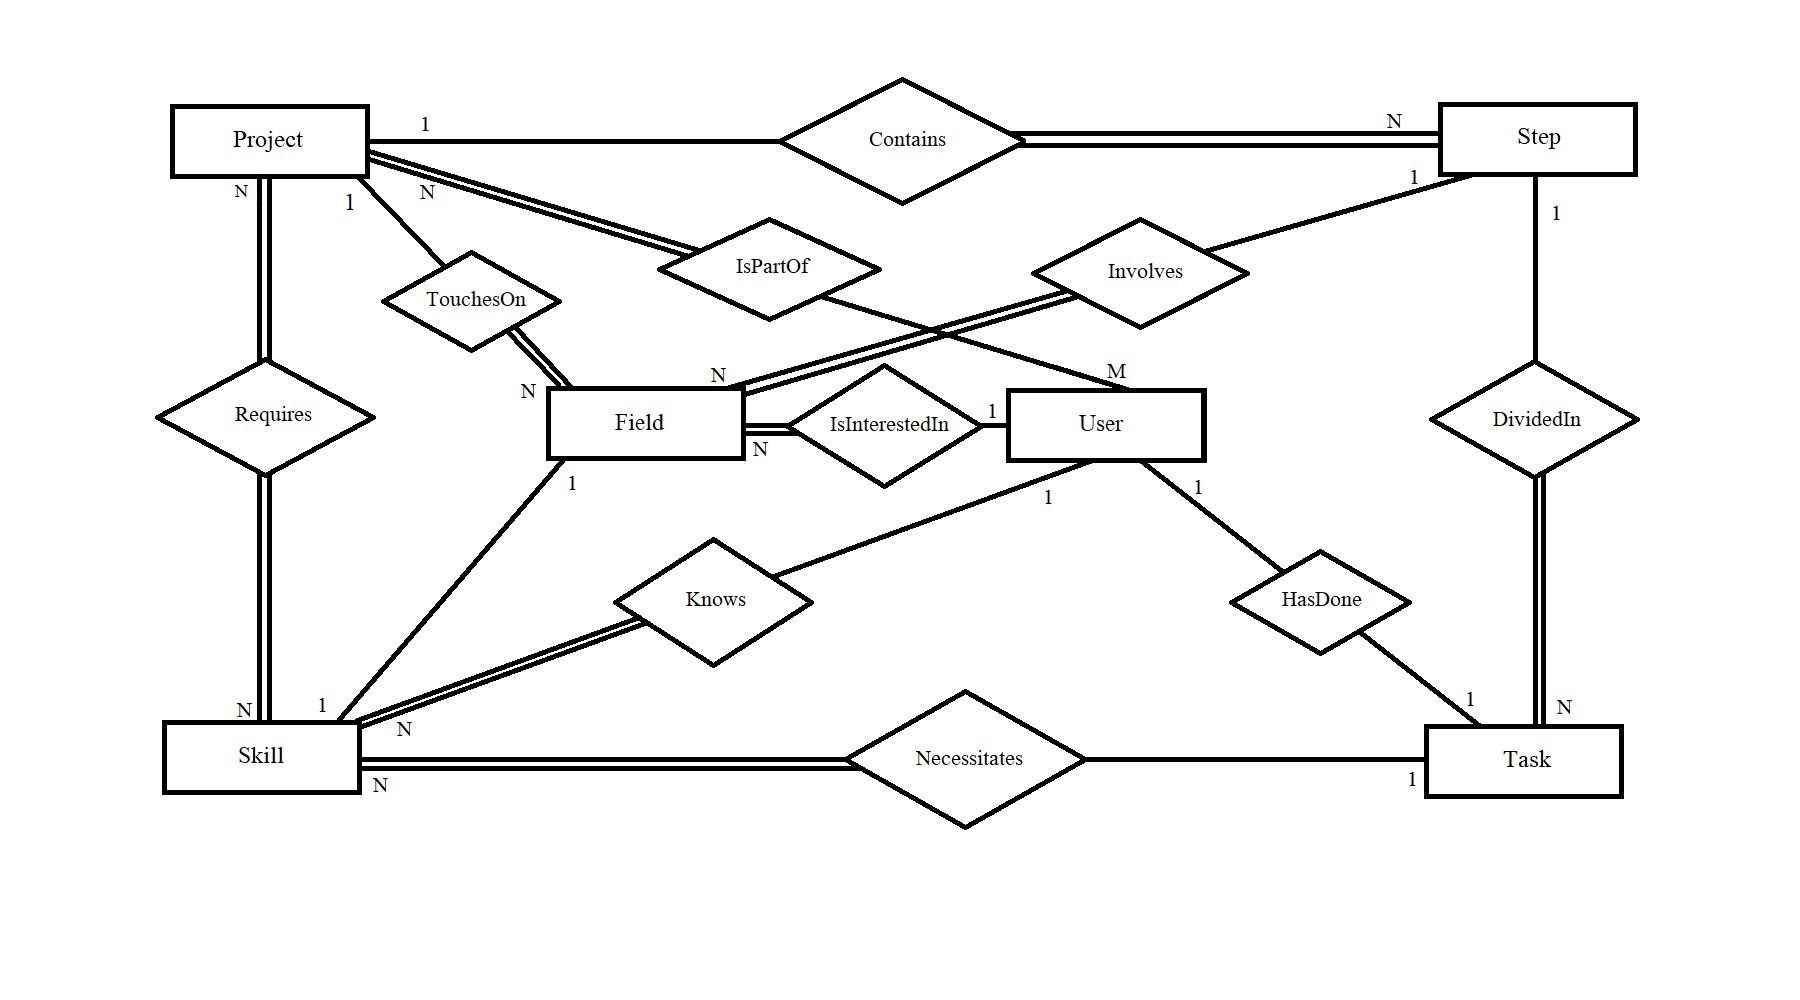 1
Contains
N
Step
Project
N
1
N
1
1
IsPartOf
Involves
TouchesOn
N
M
N
Requires
Field
IsInterestedIn
1
User
DividedIn
N
1
1
1
Knows
HasDone
N
1
N
1
N
Skill
Necessitates
Task
N
1